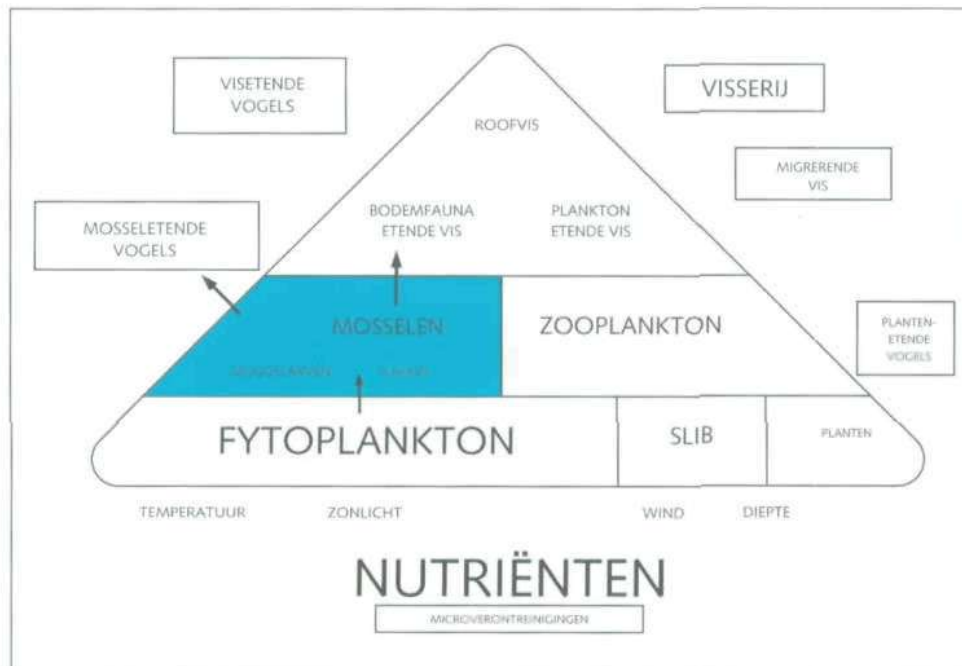 VISETENDE
VOGELS
VISSERIJ
ROOFVIS
MIGRERENDE
VIS
MOSSELETENDE
VOGELS
BODEMFAUNA
ETENDE VIS
PLANKTON
ETENDE VIS
MOSSELEN
ZOOPLANKTON
PLANTEN-
ETENDE
VOGELS
FYTOPLANKTON
SLIB
PLANTEN
TEMPERATUUR
ZONLICHT
WIND
DIEPTE
NUTRIËNTEN
MICROVERONTREINIGINGEN